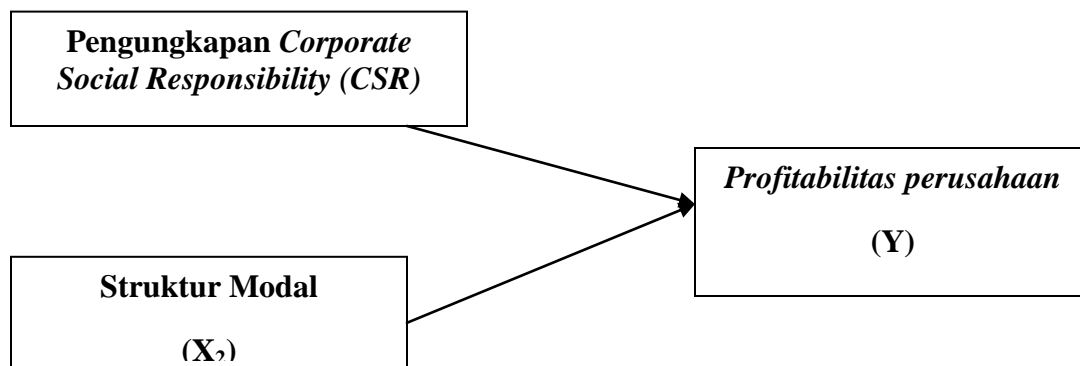 Pengungkapan Corporate
Social Responsibility (CSR)
Profitabilitas perusahaan
(Y)
Struktur Modal
(X₂)